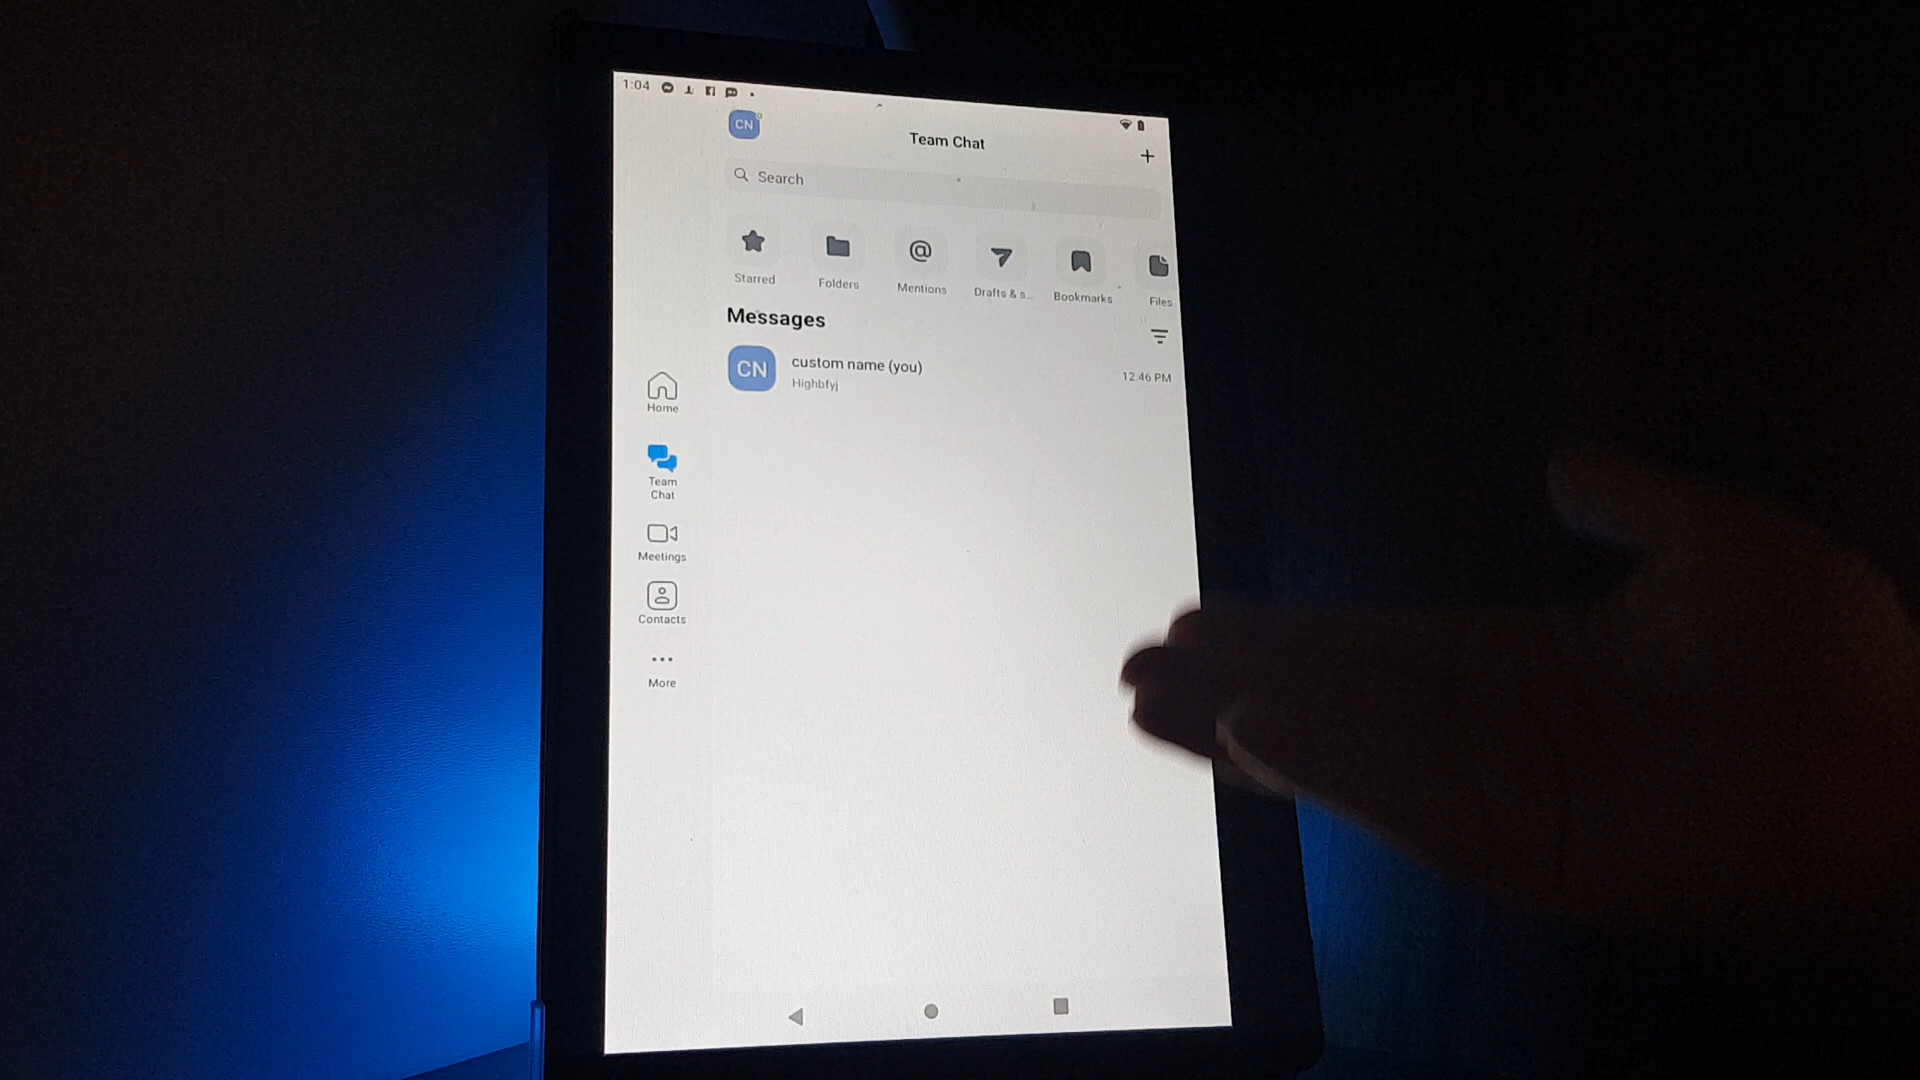 1:04
CN
Team Chat
+
Search
@
Starred
Folders
Mentions
Drafts & s...
Bookmarks
Files
Messages
CN
custom name (you)
12:46 PM
Highbfyj
Home
Team
Chat
Meetings
Contacts
More